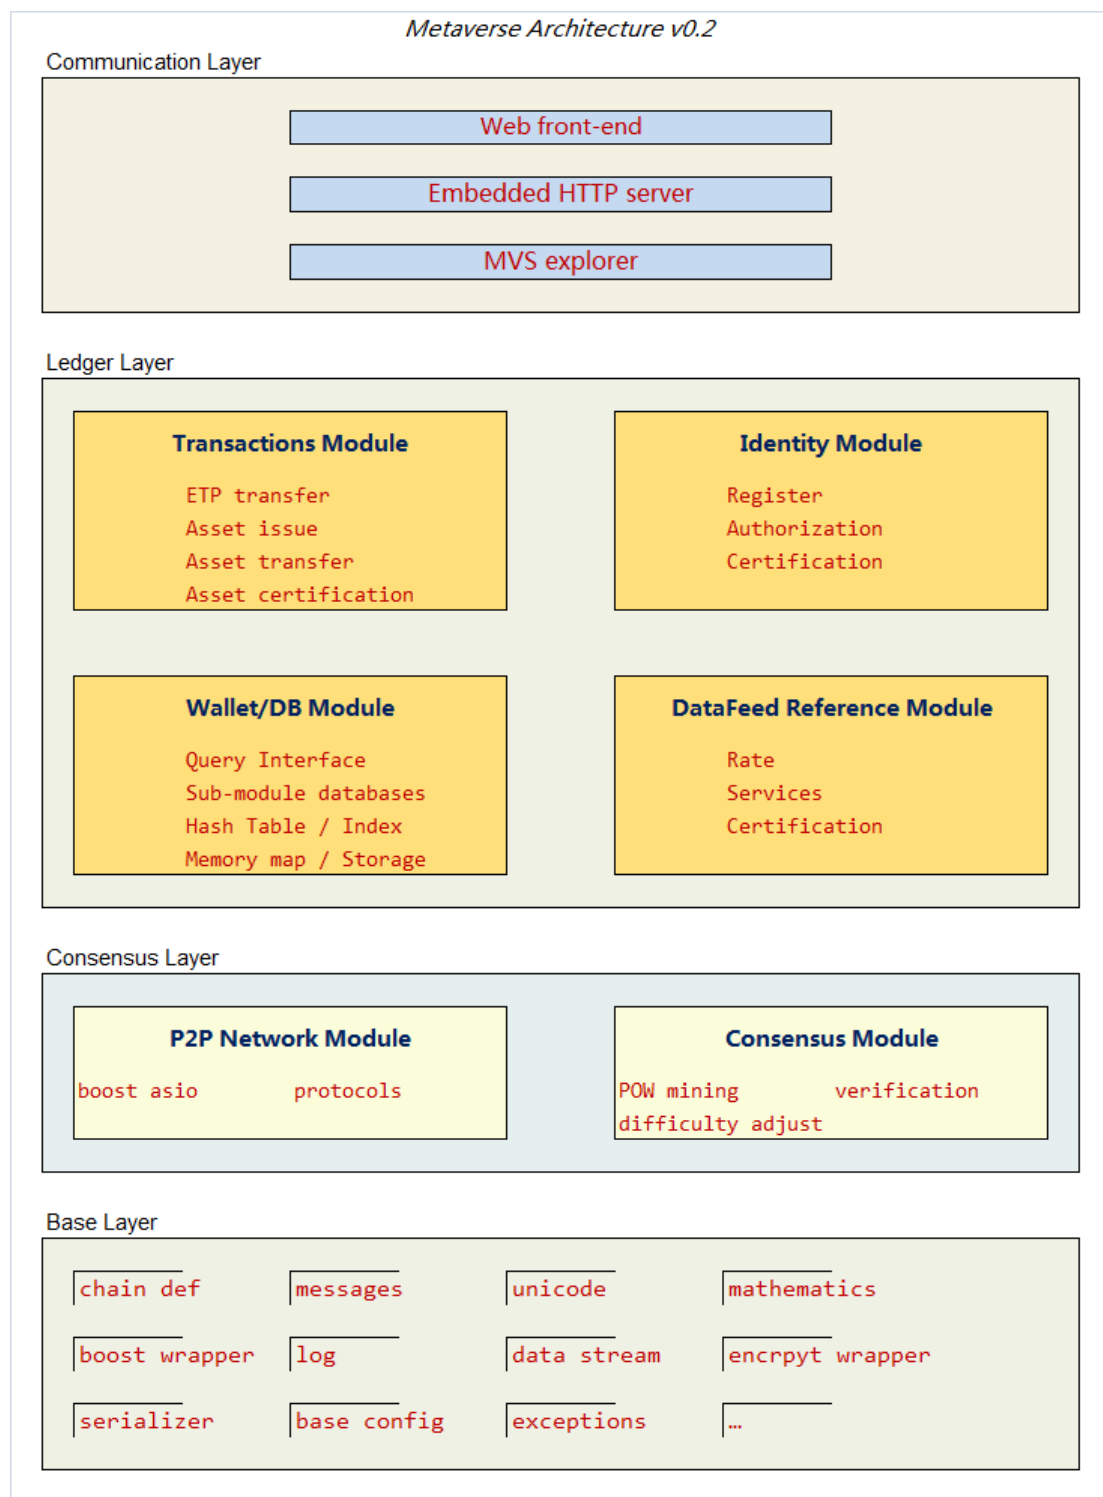 Metaverse Architecture v0.2
Communication Layer
Web front-end
Embedded HTTP server
MVS explorer
Ledger Layer
Transactions Module
ETP transfer
Asset issue
Asset transfer
Asset certification
Identity Module
Register
Authorization
Certification
Wallet/DB Module
Query Interface
Sub-module databases
Hash Table / Index
Memory map / Storage
DataFeed Reference Module
Rate
Services
Certification
Consensus Layer
P2P Network Module
boost asio protocols
Consensus Module
POW mining verification
difficulty adjust
Base Layer
chain def messages unicode mathematics
boost wrapper log data stream encrpyt wrapper
serializer base config exceptions …